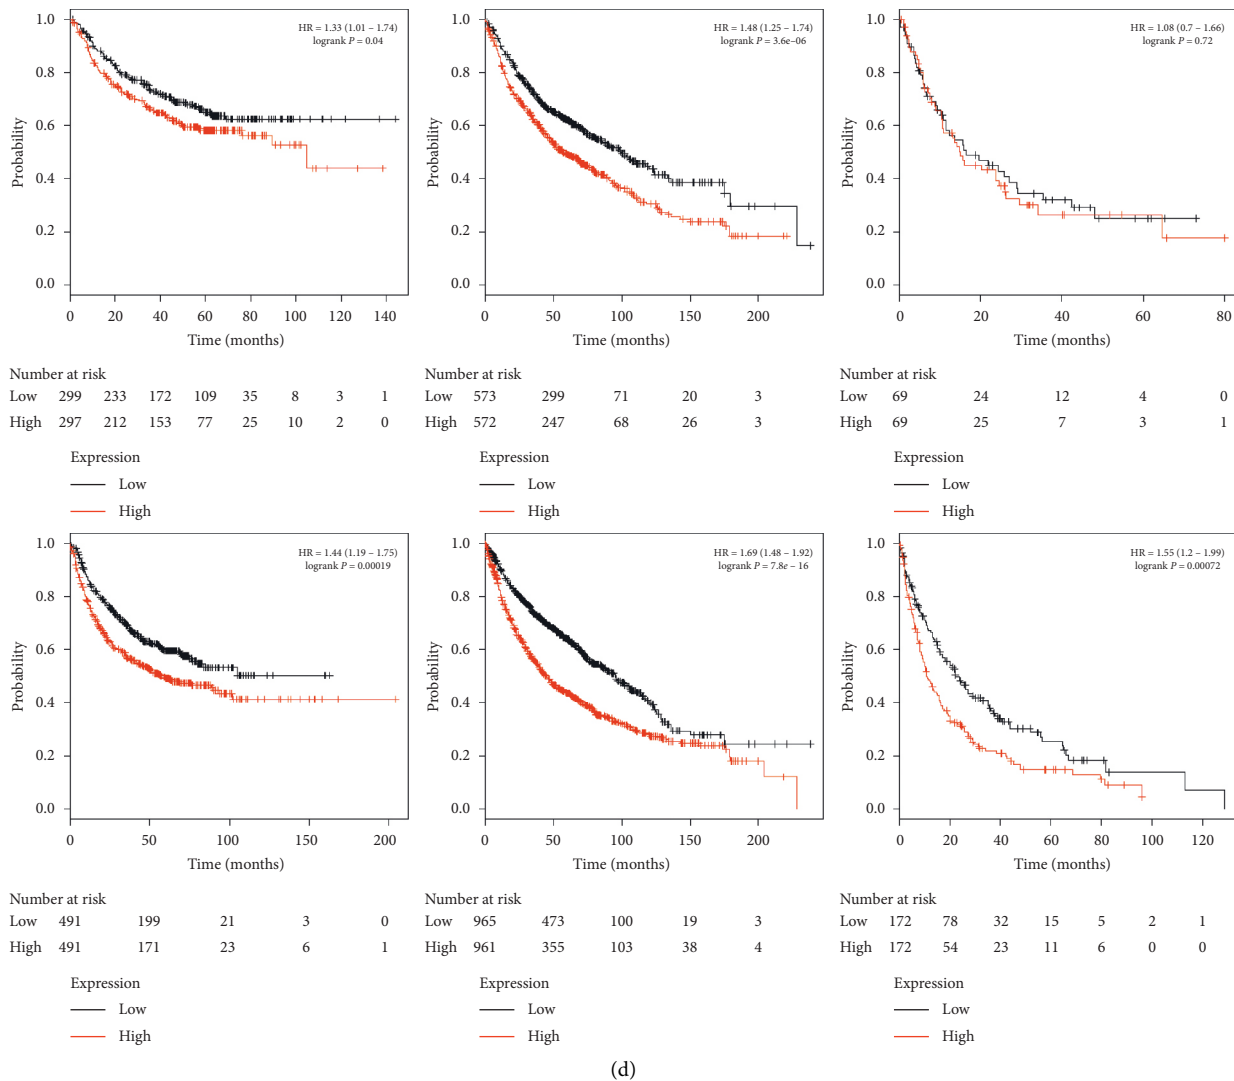 HR = 1.33 (1.01 – 1.74)
logrank P = 0.04
Probability
1.0
0.8
0.6
0.4
0.2
0.0
0 20 40 60 80 100 120 140
Time (months)
Number at risk
Low 299 233 172 109 35 8 3 1
High 297 212 153 77 25 10 2 0
Expression
Low
High
HR = 1.48 (1.25 – 1.74)
logrank P = 3.6e–06
Probability
1.0
0.8
0.6
0.4
0.2
0.0
0 50 100 150 200
Time (months)
Number at risk
Low 573 299 71 20 3
High 572 247 68 26 3
Expression
Low
High
HR = 1.08 (0.7 – 1.66)
logrank P = 0.72
Probability
1.0
0.8
0.6
0.4
0.2
0.0
0 20 40 60 80
Time (months)
Number at risk
Low 69 24 12 4 0
High 69 25 7 3 1
Expression
Low
High
HR = 1.44 (1.19 – 1.75)
logrank P = 0.00019
Probability
1.0
0.8
0.6
0.4
0.2
0.0
0 50 100 150 200
Time (months)
Number at risk
Low 491 199 21 3 0
High 491 171 23 6 1
Expression
Low
High
HR = 1.69 (1.48 – 1.92)
logrank P = 7.8e – 16
Probability
1.0
0.8
0.6
0.4
0.2
0.0
0 50 100 150 200
Time (months)
Number at risk
Low 965 473 100 19 3
High 961 355 103 38 4
Expression
Low
High
HR = 1.55 (1.2 – 1.99)
logrank P = 0.00072
Probability
1.0
0.8
0.6
0.4
0.2
0.0
0 20 40 60 80 100 120
Time (months)
Number at risk
Low 172 78 32 15 5 2 1
High 172 54 23 11 6 0 0
Expression
Low
High
(d)